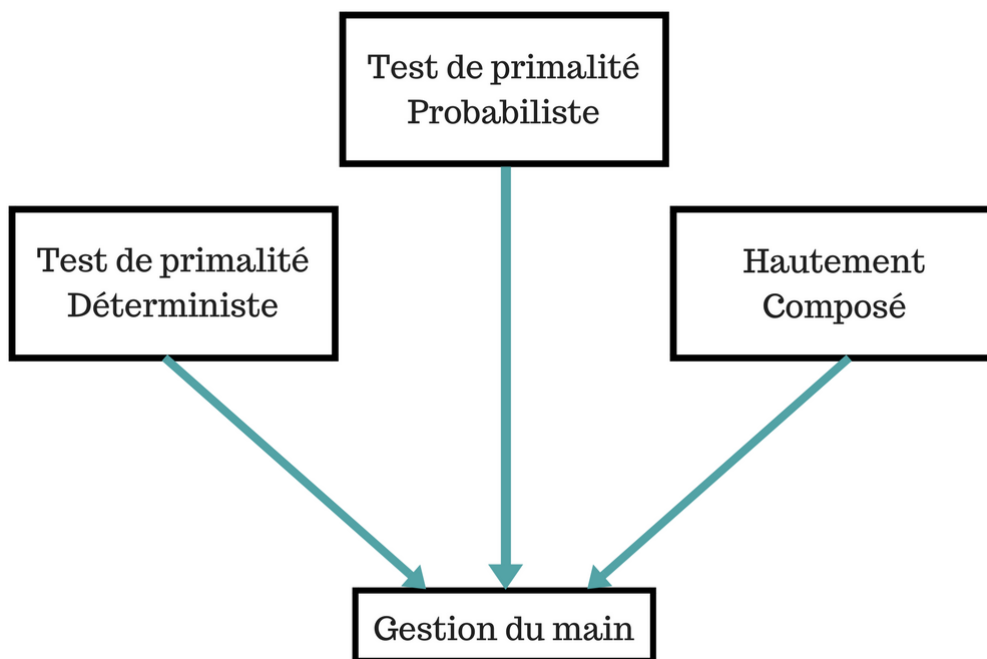 Test de primalité
Probabiliste
Test de primalité
Déterministe
Hautement
Composé
Gestion du main